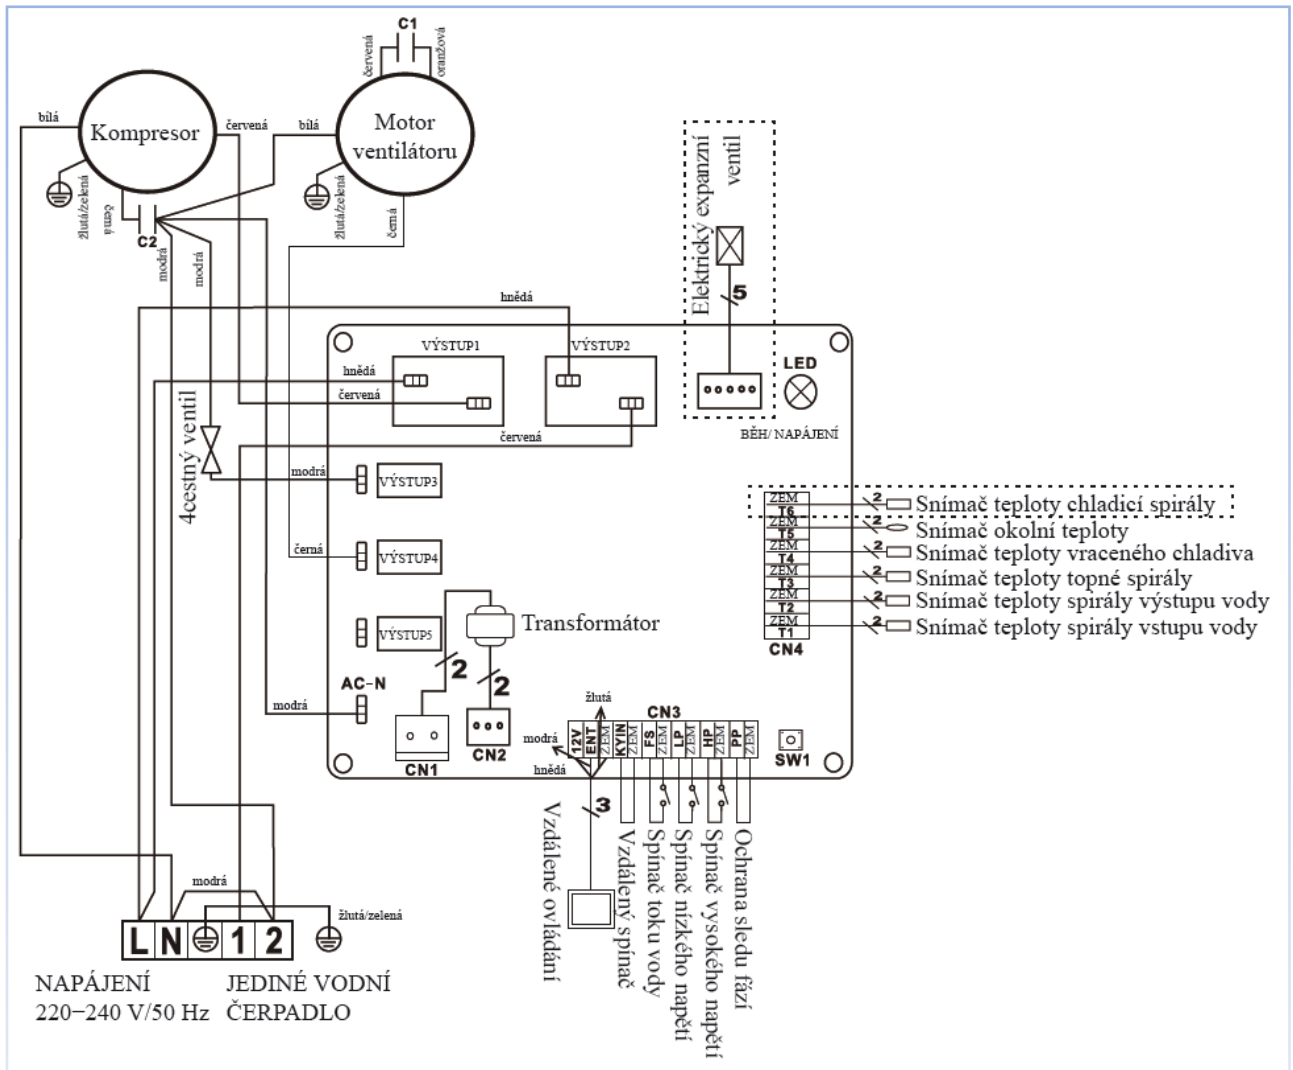 C1
červená
oranžová
bílá
Kompresor
červená
bílá
Motor
ventilátoru
žlutá/zelená
černá
C2
modrá
modrá
žlutá/zelená
černá
Elektrický expanzní
ventil
5
hnědá
VÝSTUP1
VÝSTUP2
LED
hnědá
červená
BĚH/ NAPÁJENÍ
červená
4cestný ventil
modrá
VÝSTUP3
černá
VÝSTUP4
VÝSTUP5
Transformátor
2
2
AC-N
modrá
CN1
CN2
ZEM
T6
2
Snímač teploty chladicí spirály
ZEM
T5
2
Snímač okolní teploty
ZEM
T4
2
Snímač teploty vraceného chladiva
ZEM
T3
2
Snímač teploty topné spirály
ZEM
T2
2
Snímač teploty spirály výstupu vody
ZEM
T1
2
Snímač teploty spirály vstupu vody
CN4
žlutá
CN3
modrá
hnědá
12V
ENT
ZEM
KYIN
ZEM
FS
ZEM
LP
ZEM
HP
ZEM
PP
ZEM
SW1
3
Vzdálené ovládání
Vzdálený spínač
Spínač toku vody
Spínač nízkého napětí
Spínač vysokého napětí
Ochrana sledu fází
modrá
žlutá/zelená
L N 1 2
NAPÁJENÍ
220−240 V/50 Hz
JEDINÉ VODNÍ
ČERPADLO